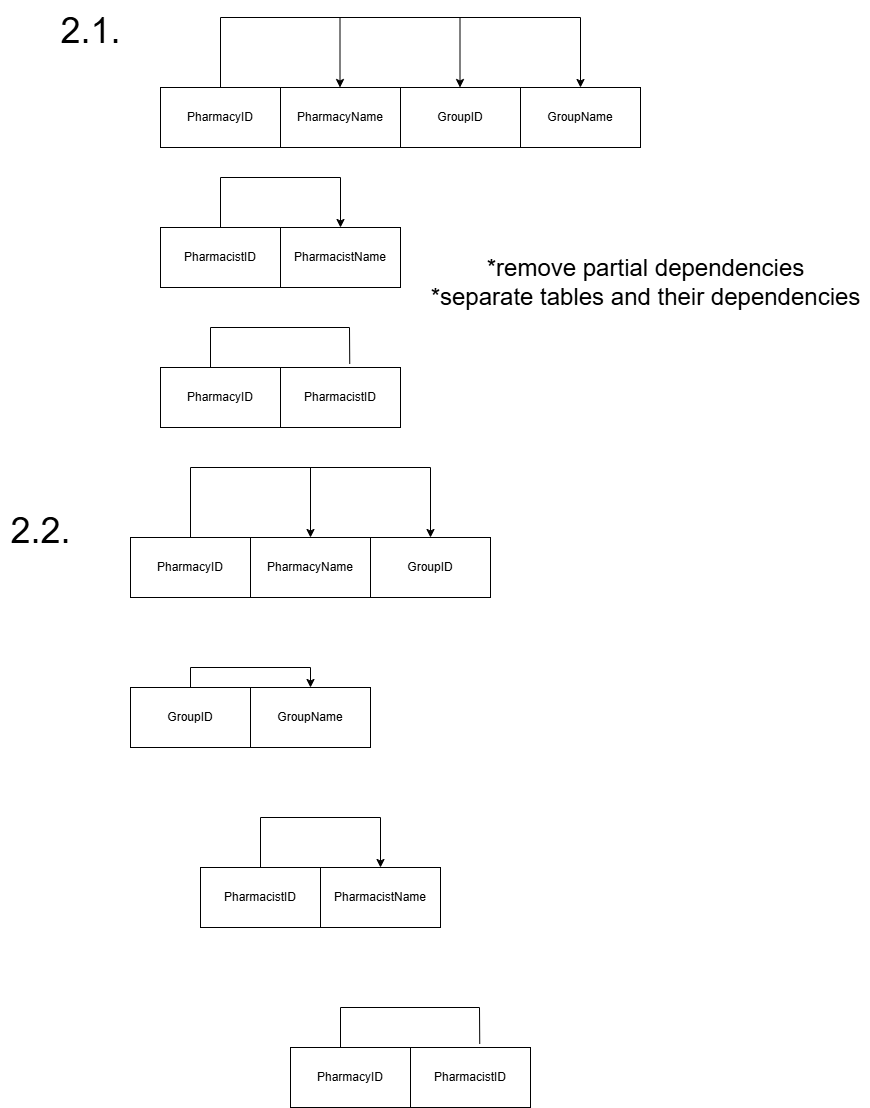 2.1.
PharmacyID PharmacyName GroupID GroupName
PharmacistID PharmacistName
*remove partial dependencies
*separate tables and their dependencies
PharmacyID PharmacistID
2.2.
PharmacyID PharmacyName GroupID
GroupID GroupName
PharmacistID PharmacistName
PharmacyID PharmacistID